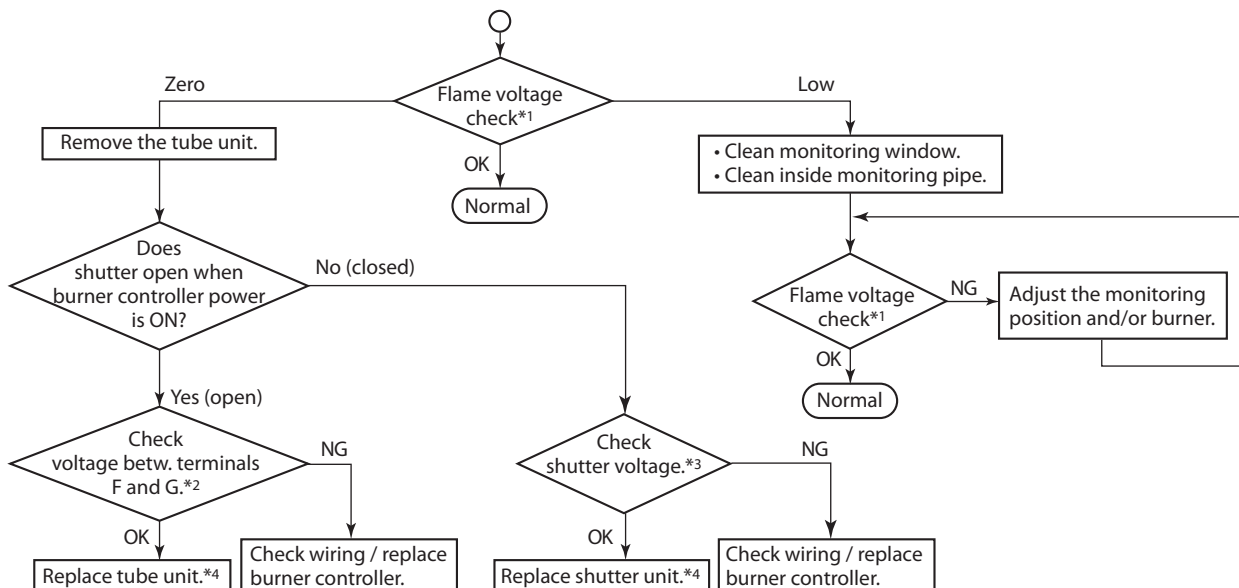 Zero
Flame voltage
check*1
Low
Remove the tube unit.
OK
Normal
• Clean monitoring window.
• Clean inside monitoring pipe.
Does
shutter open when
burner controller power
is ON?
No (closed)
Flame voltage
check*1
NG
Adjust the monitoring
position and/or burner.
OK
Normal
Yes (open)
Check
voltage betw. terminals
F and G.*2
NG
OK
Replace tube unit.*4
Check wiring / replace
burner controller.
Check
shutter voltage.*3
NG
OK
Replace shutter unit.*4
Check wiring / replace
burner controller.